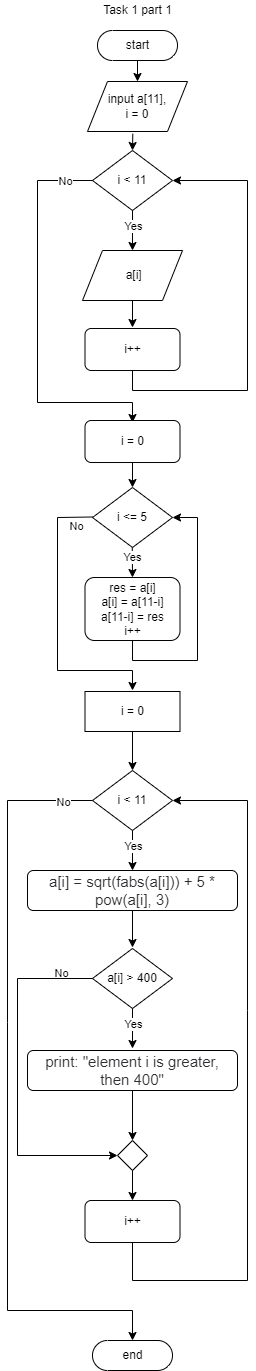 Task 1 part 1
start
input a[11],
i = 0
i < 11
No
Yes
a[i]
i++
i = 0
i <= 5
No
Yes
res = a[i]
a[i] = a[11-i]
a[11-i] = res
i++
i = 0
i < 11
No
Yes
a[i] = sqrt(fabs(a[i])) + 5 *
pow(a[i], 3)
a[i] > 400
No
Yes
print: "element i is greater,
then 400"
i++
end